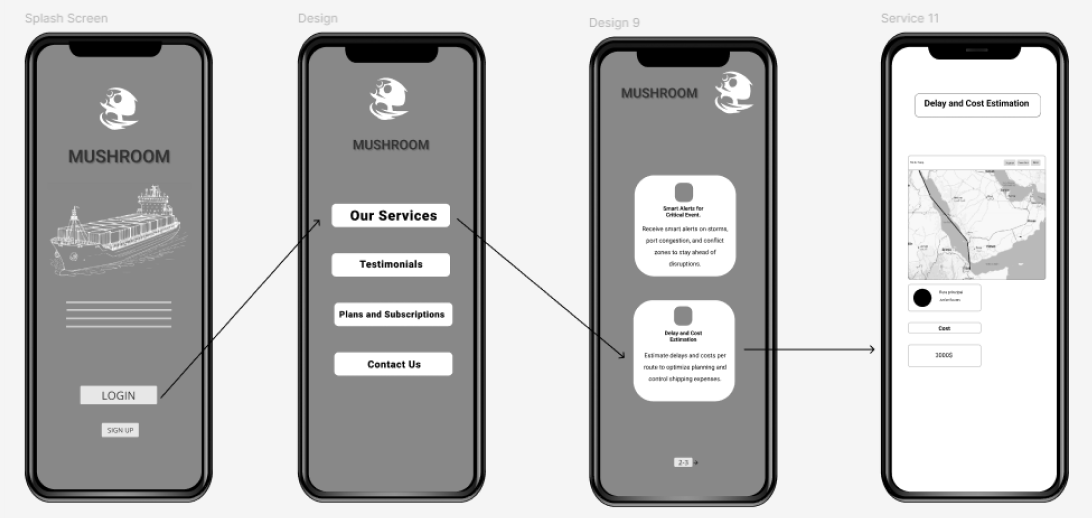 Splash Screen
MUSHROOM
LOGIN
SIGN UP
Design
MUSHROOM
Our Services
Testimonials
Plans and Subscriptions
Contact Us
Design 9
MUSHROOM
Smart Alerts for
Critical Event.
Receive smart alerts on storms,
port congestion, and conflict
zones to stay ahead of
disruptions.
Delay and Cost
Estimation
Estimate delays and costs per
route to optimize planning and
control shipping expenses.
2-3
Service 11
Delay and Cost Estimation
Cost
3000$